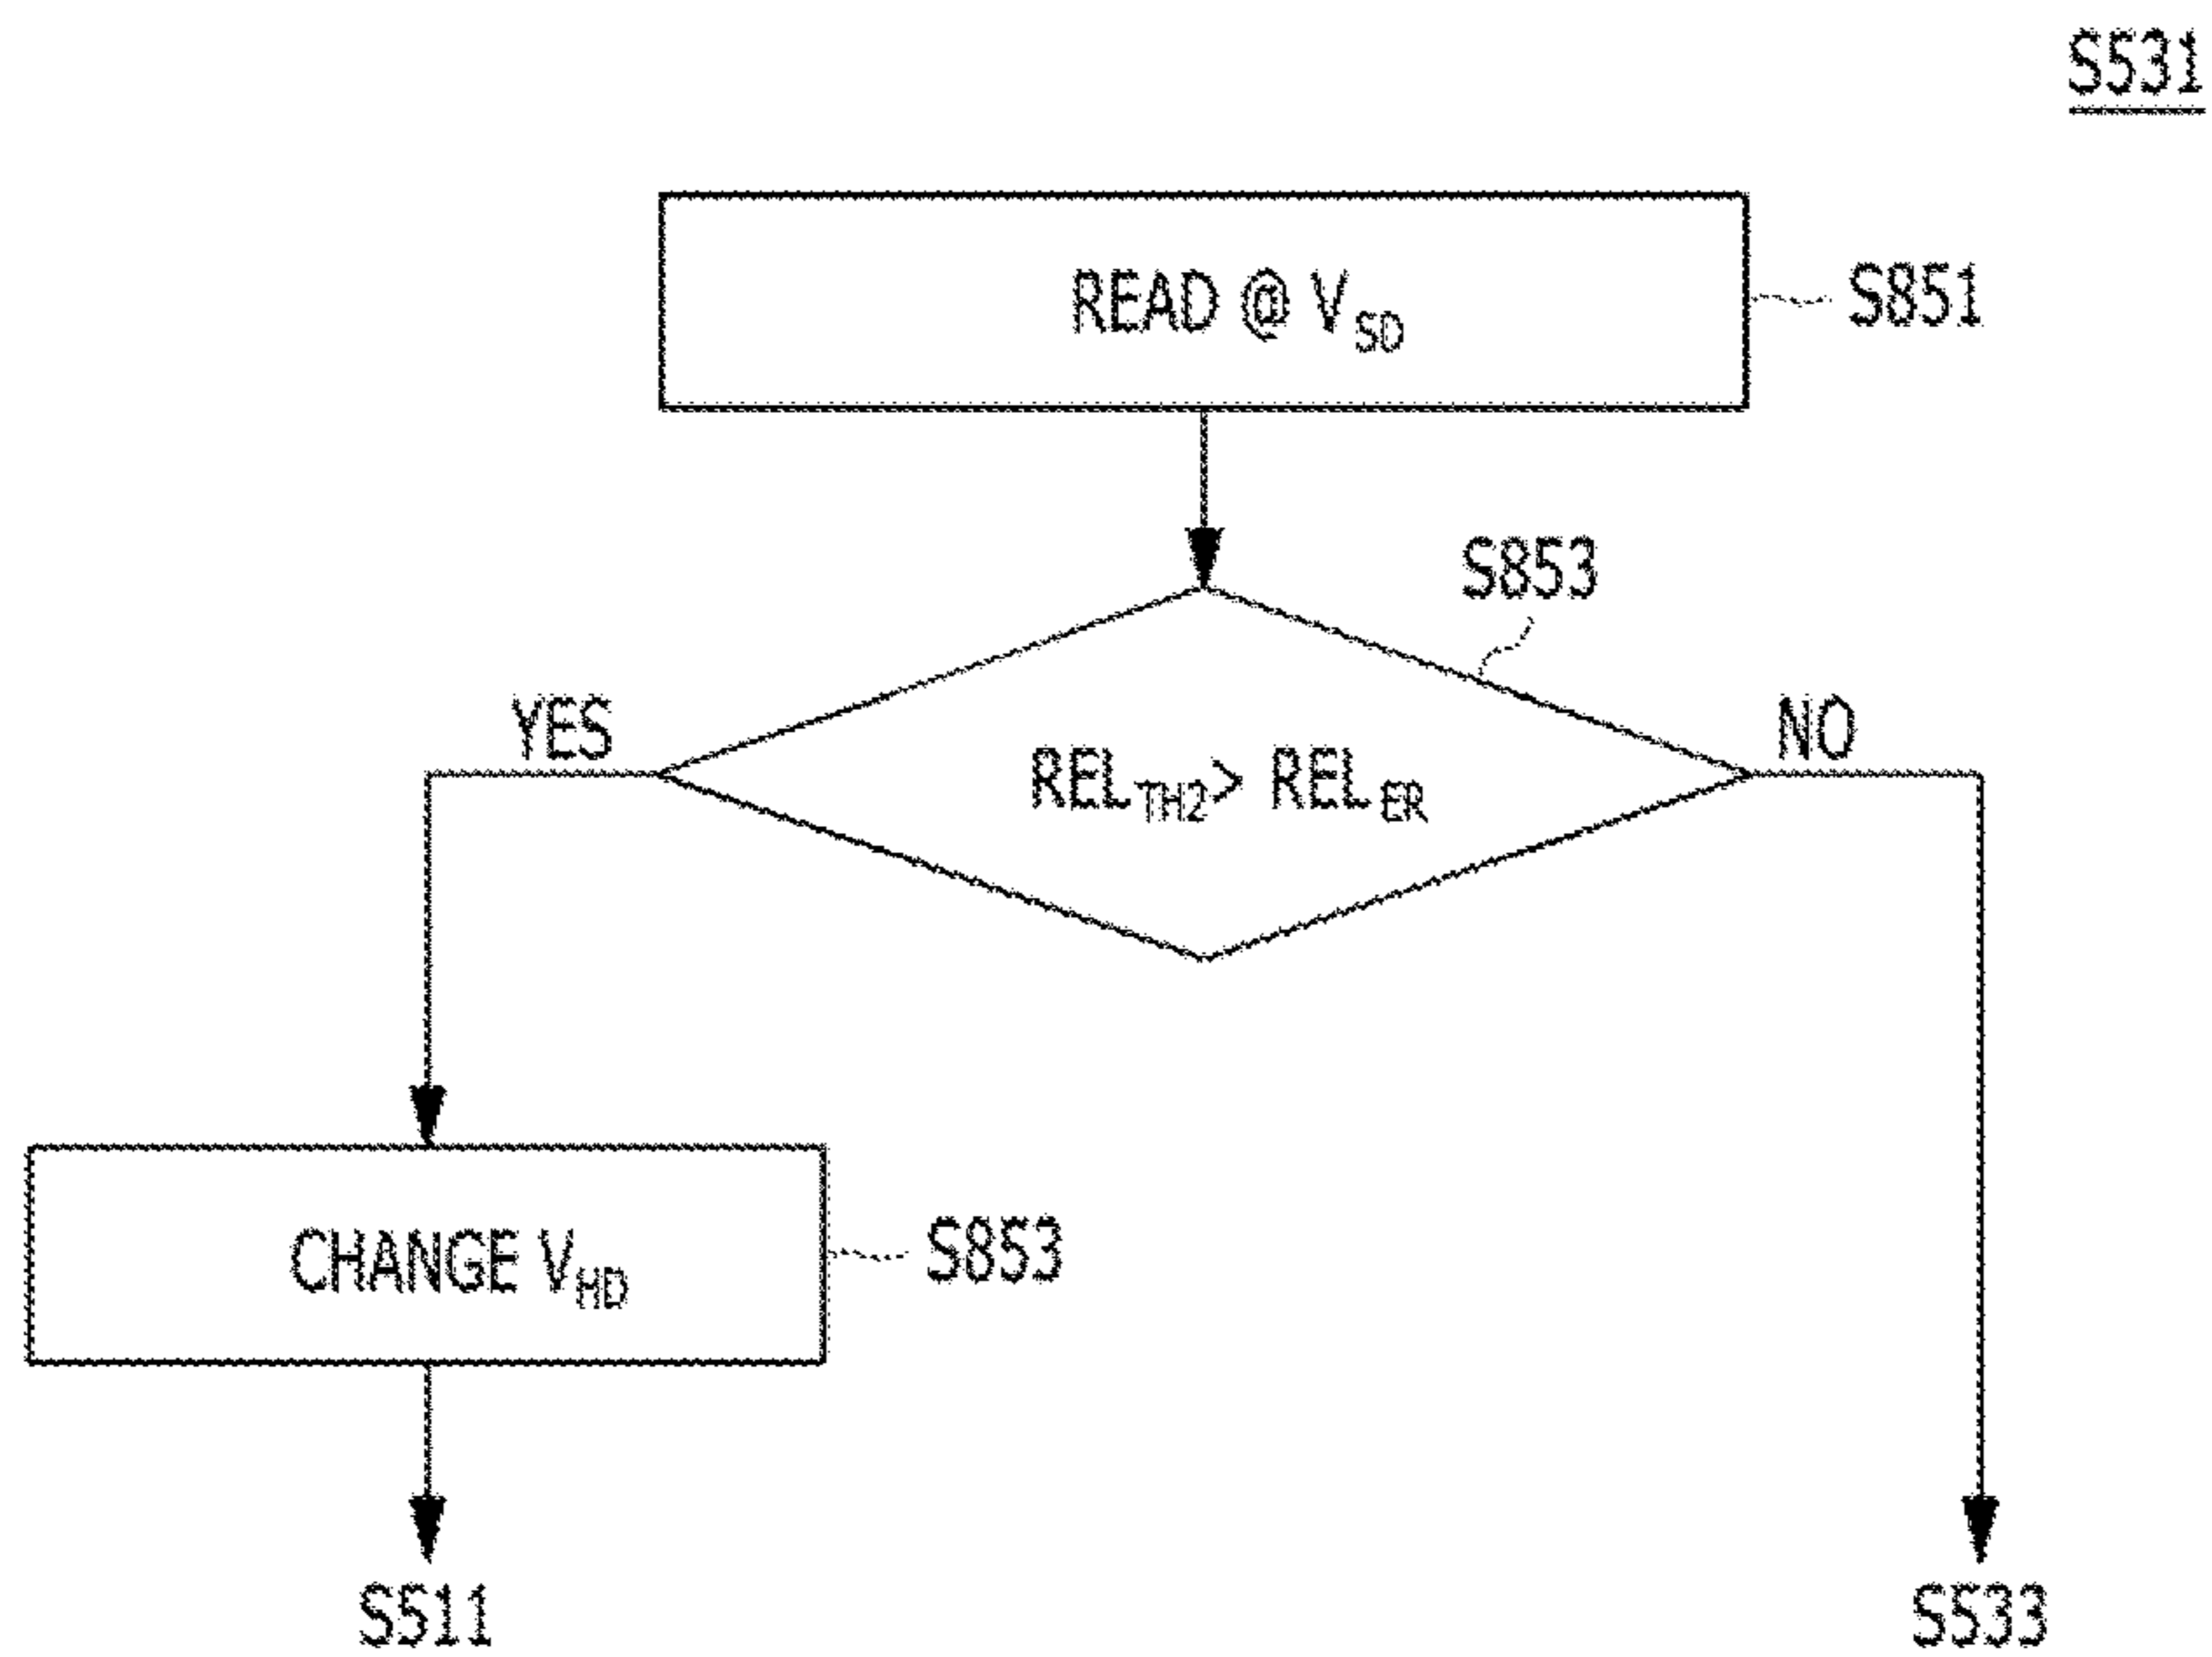 S531
READ @ V_SD
S851
S853
YES
NO
REL_TH2 > REL_ER
CHANGE V_HD
S853
S511
S533